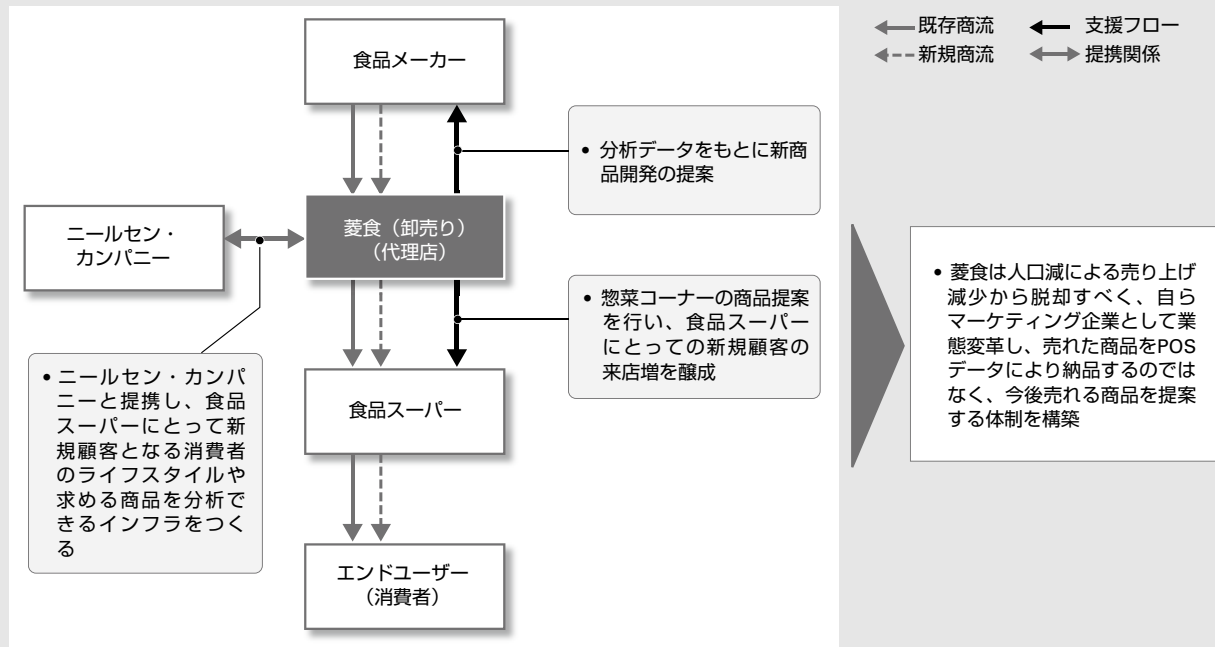 既存商流
支援フロー
新規商流
提携関係
食品メーカー
• 分析データをもとに新商
品開発の提案
ニールセン・
カンパニー
菱食（卸売り）
（代理店）
• 惣菜コーナーの商品提案
を行い、食品スーパー
にとっての新規顧客の
来店増を醸成
• ニールセン・カンパ
ニーと提携し、食品
スーパーにとって新
規顧客となる消費者
のライフスタイルや
求める商品を分析で
きるインフラをつく
る
食品スーパー
エンドユーザー
（消費者）
• 菱食は人口減による売り上げ
減少から脱却すべく、自ら
マーケティング企業として業
態変革し、売れた商品をPOS
データにより納品するのでは
なく、今後売れる商品を提案
する体制を構築